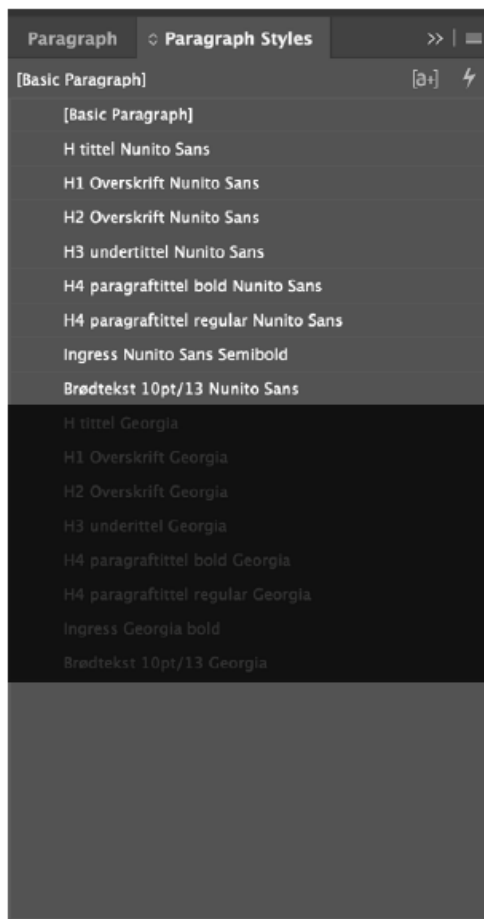 Paragraph Paragraph Styles
[Basic Paragraph] [a+]
[Basic Paragraph]
H tittel Nunito Sans
H1 Overskrift Nunito Sans
H2 Overskrift Nunito Sans
H3 undertittel Nunito Sans
H4 paragraftittel bold Nunito Sans
H4 paragraftittel regular Nunito Sans
Ingress Nunito Sans Semibold
Brødtekst 10pt/13 Nunito Sans
H tittel Georgia
H1 Overskrift Georgia
H2 Overskrift Georgia
H3 underittel Georgia
H4 paragraftittel bold Georgia
H4 paragraftittel regular Georgia
Ingress Georgia bold
Brødtekst 10pt/13 Georgia